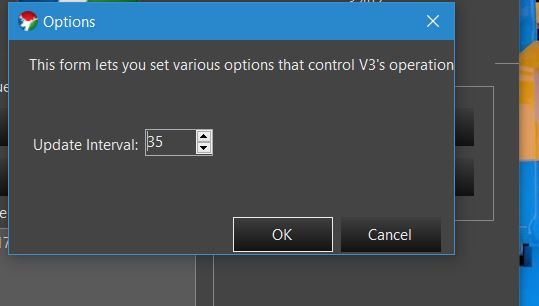 Options
This form lets you set various options that control V3's operation
Update Interval: 35
OK
Cancel